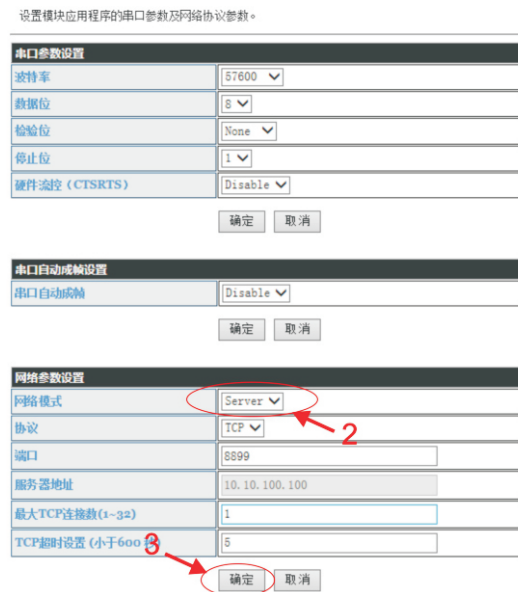 设置模块应用程序的串口参数及网络协议参数。
串口参数设置
波特率 57600
数据位 8
检验位 None
停止位 1
硬件流控（CTSRTS） Disable
确定 取消
串口自动成帧设置
串口自动成帧 Disable
确定 取消
网络参数设置
网络模式 Server
2
协议 TCP
端口 8899
服务器地址 10.10.100.100
最大TCP连接数(1~32) 1
TCP超时设置 (小于600 秒) 5
3
确定 取消